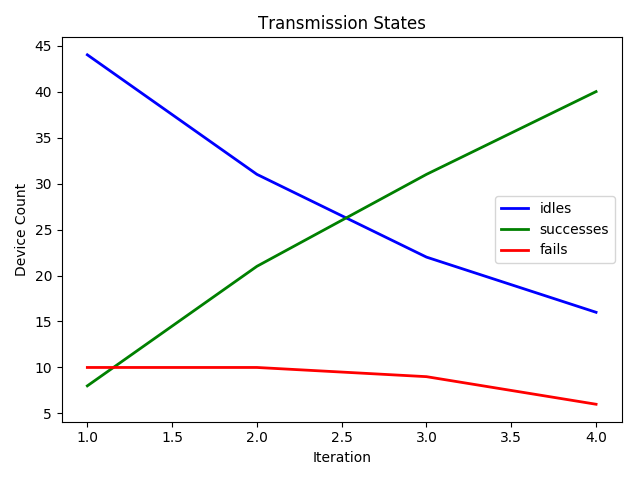 Transmission States
Device Count
45
40
35
30
25
20
15
10
5
idles
successes
fails
1.0 1.5 2.0 2.5 3.0 3.5 4.0
Iteration